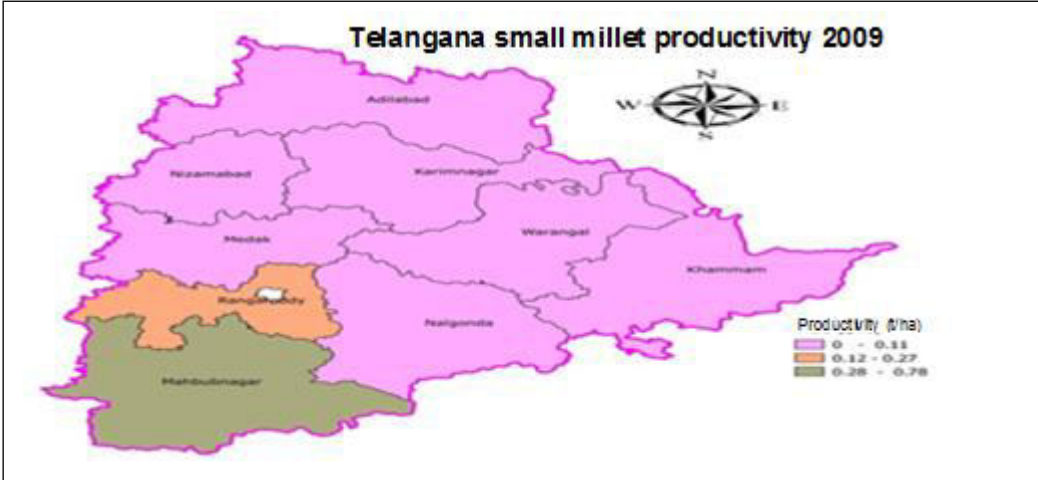 Telangana small millet productivity 2009
N
W E
S
Adilabad
Nizamabad
Karimnagar
Warangal
Medak
Khammam
Rangareddy
Nalgonda
Mahbubnagar
Productivity (t/ha)
0 - 0.11
0.12 - 0.27
0.28 - 0.78